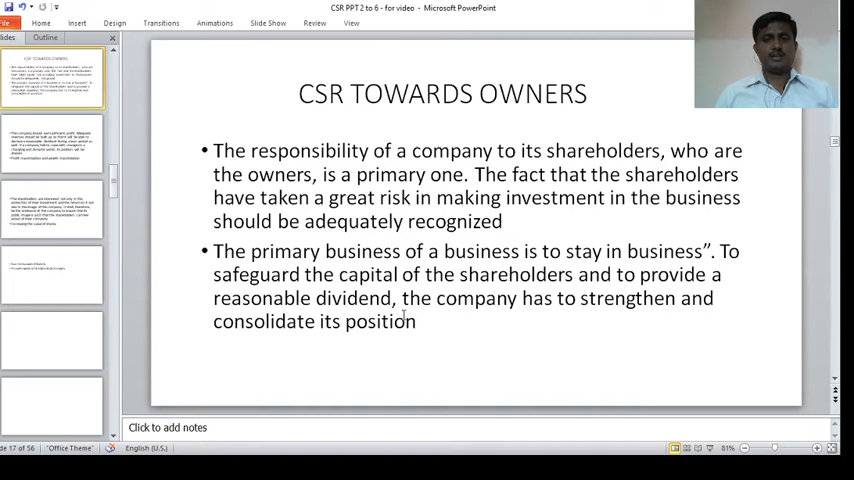 CSR PPT 2 to 6 - for video - Microsoft PowerPoint
File Home Insert Design Transitions Animations Slide Show Review View
lides Outline
CSR TOWARDS OWNERS
• The responsibility of a company to its shareholders, who are
the owners, is a primary one. The fact that the shareholders
have taken a great risk in making investment in the business
should be adequately recognized
• The primary business of a business is to stay in business”. To
safeguard the capital of the shareholders and to provide a
reasonable dividend, the company has to strengthen and
consolidate its position
Click to add notes
de 17 of 56 "Office Theme" English (U.S.) 81%